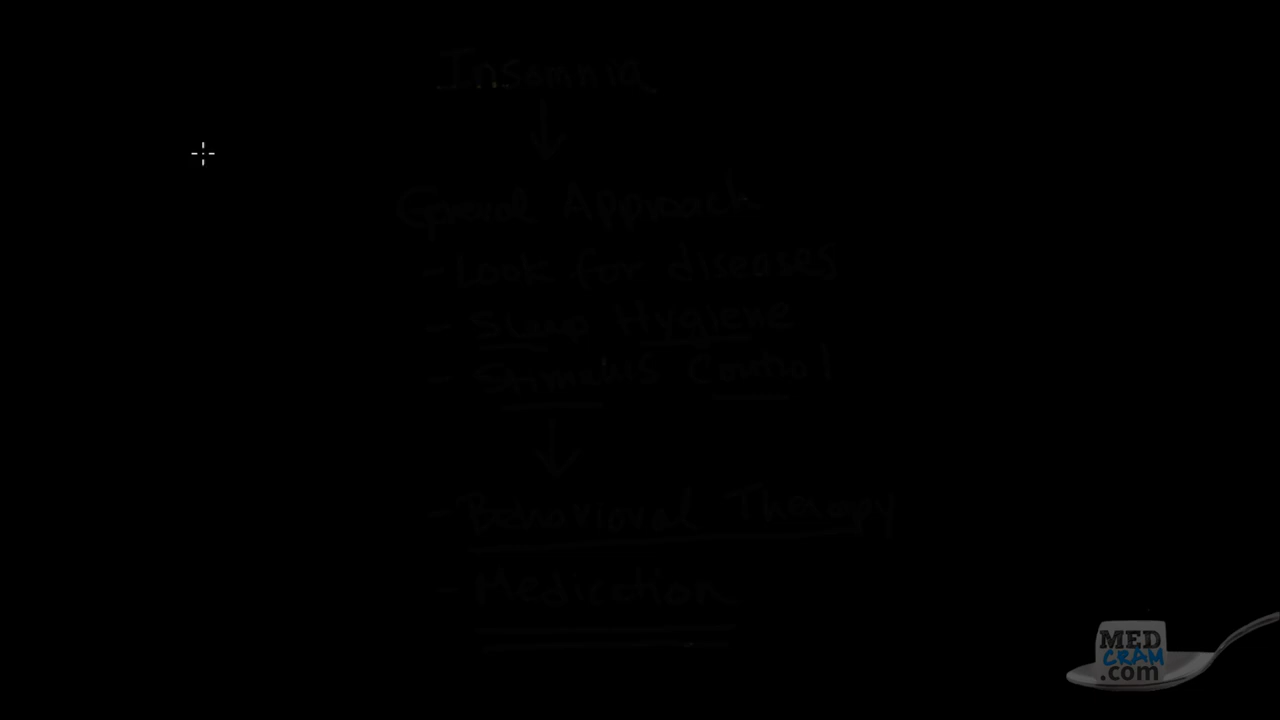 Insomnia
↓
General Approach
- Look for diseases
- Sleep Hygiene
- Stimulus Control
↓
- Behavioral Therapy
- Medication
MED
CRAM
.com